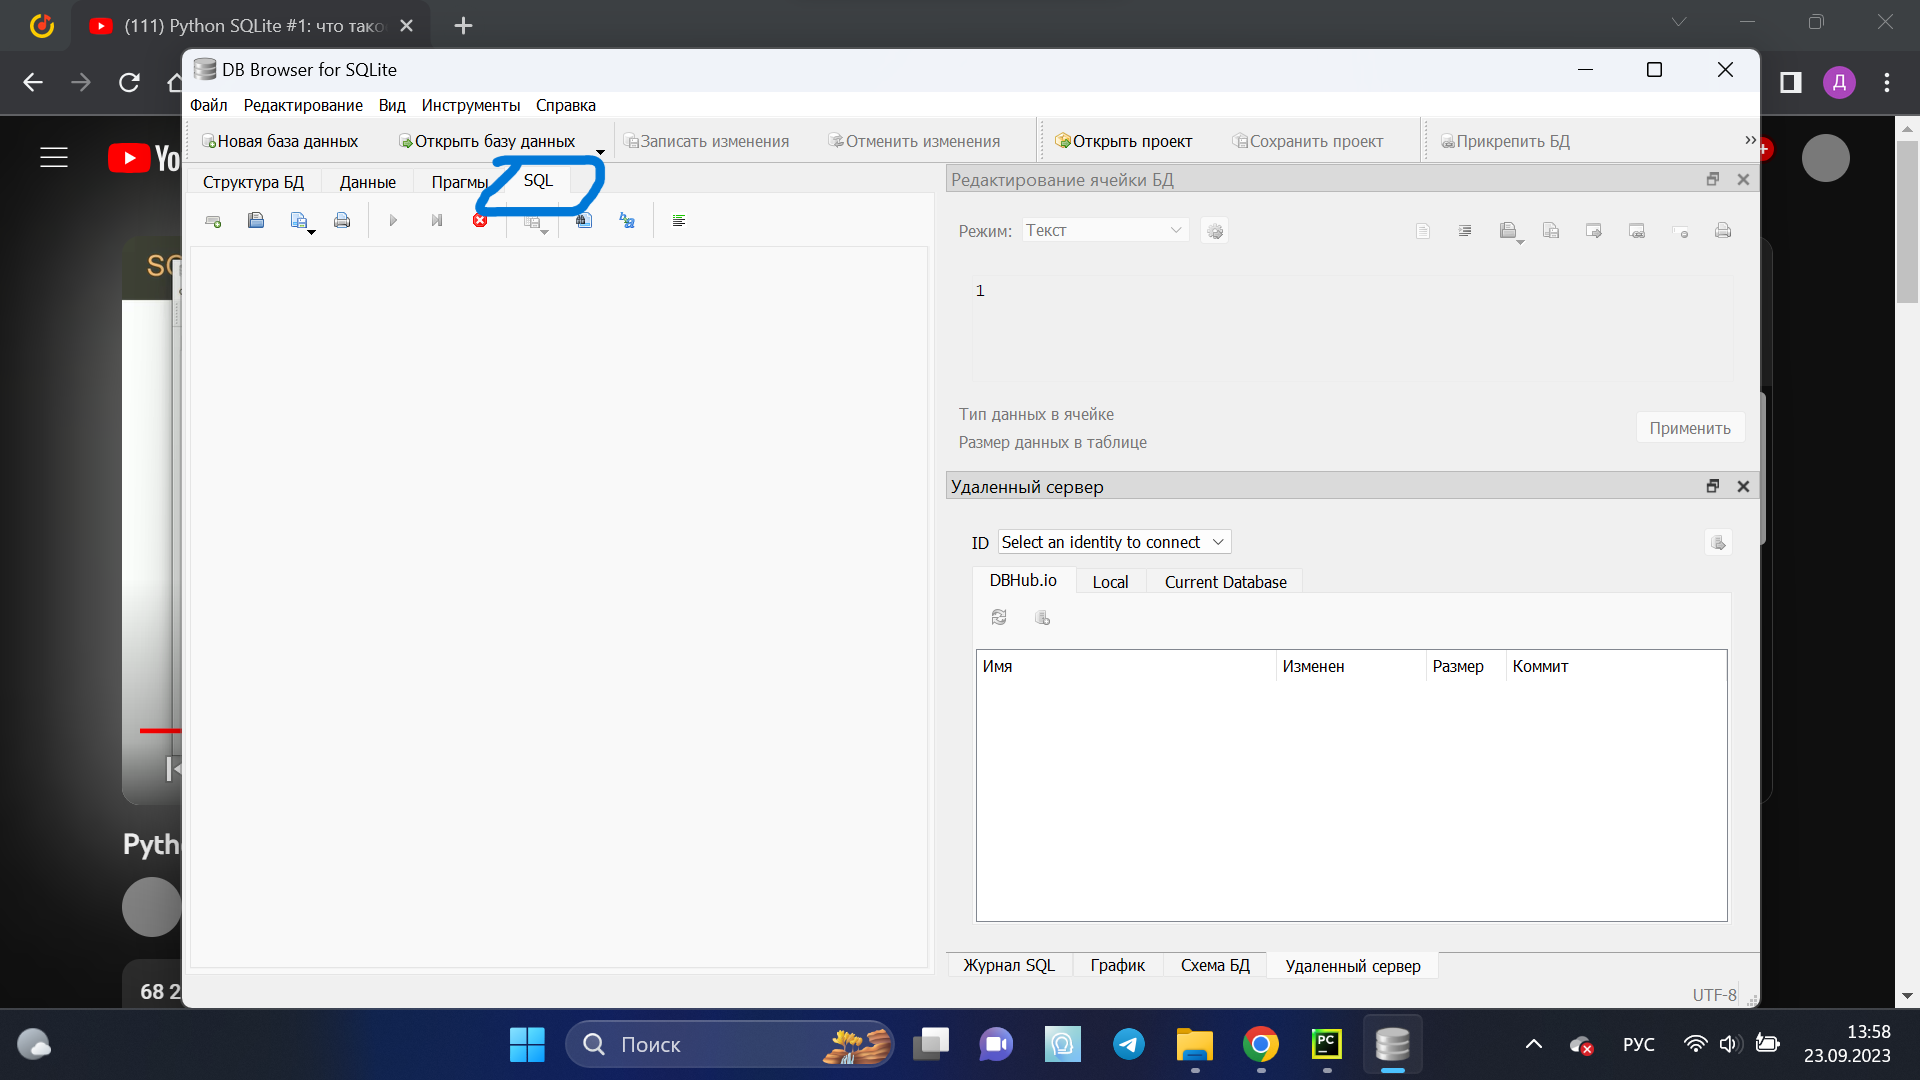 (111) Python SQLite #1: что тако
DB Browser for SQLite
Файл Редактирование Вид Инструменты Справка
Д
Новая база данных Открыть базу данных Записать изменения Отменить изменения Открыть проект Сохранить проект Прикрепить БД »
Структура БД Данные Прагмы SQL
Редактирование ячейки БД
Режим: Текст
1
Тип данных в ячейке
Размер данных в таблице
Применить
Удаленный сервер
ID Select an identity to connect
DBHub.io Local Current Database
Имя Изменен Размер Коммит
Журнал SQL График Схема БД Удаленный сервер
UTF-8
68 2
Поиск
PC
РУС
13:58
23.09.2023